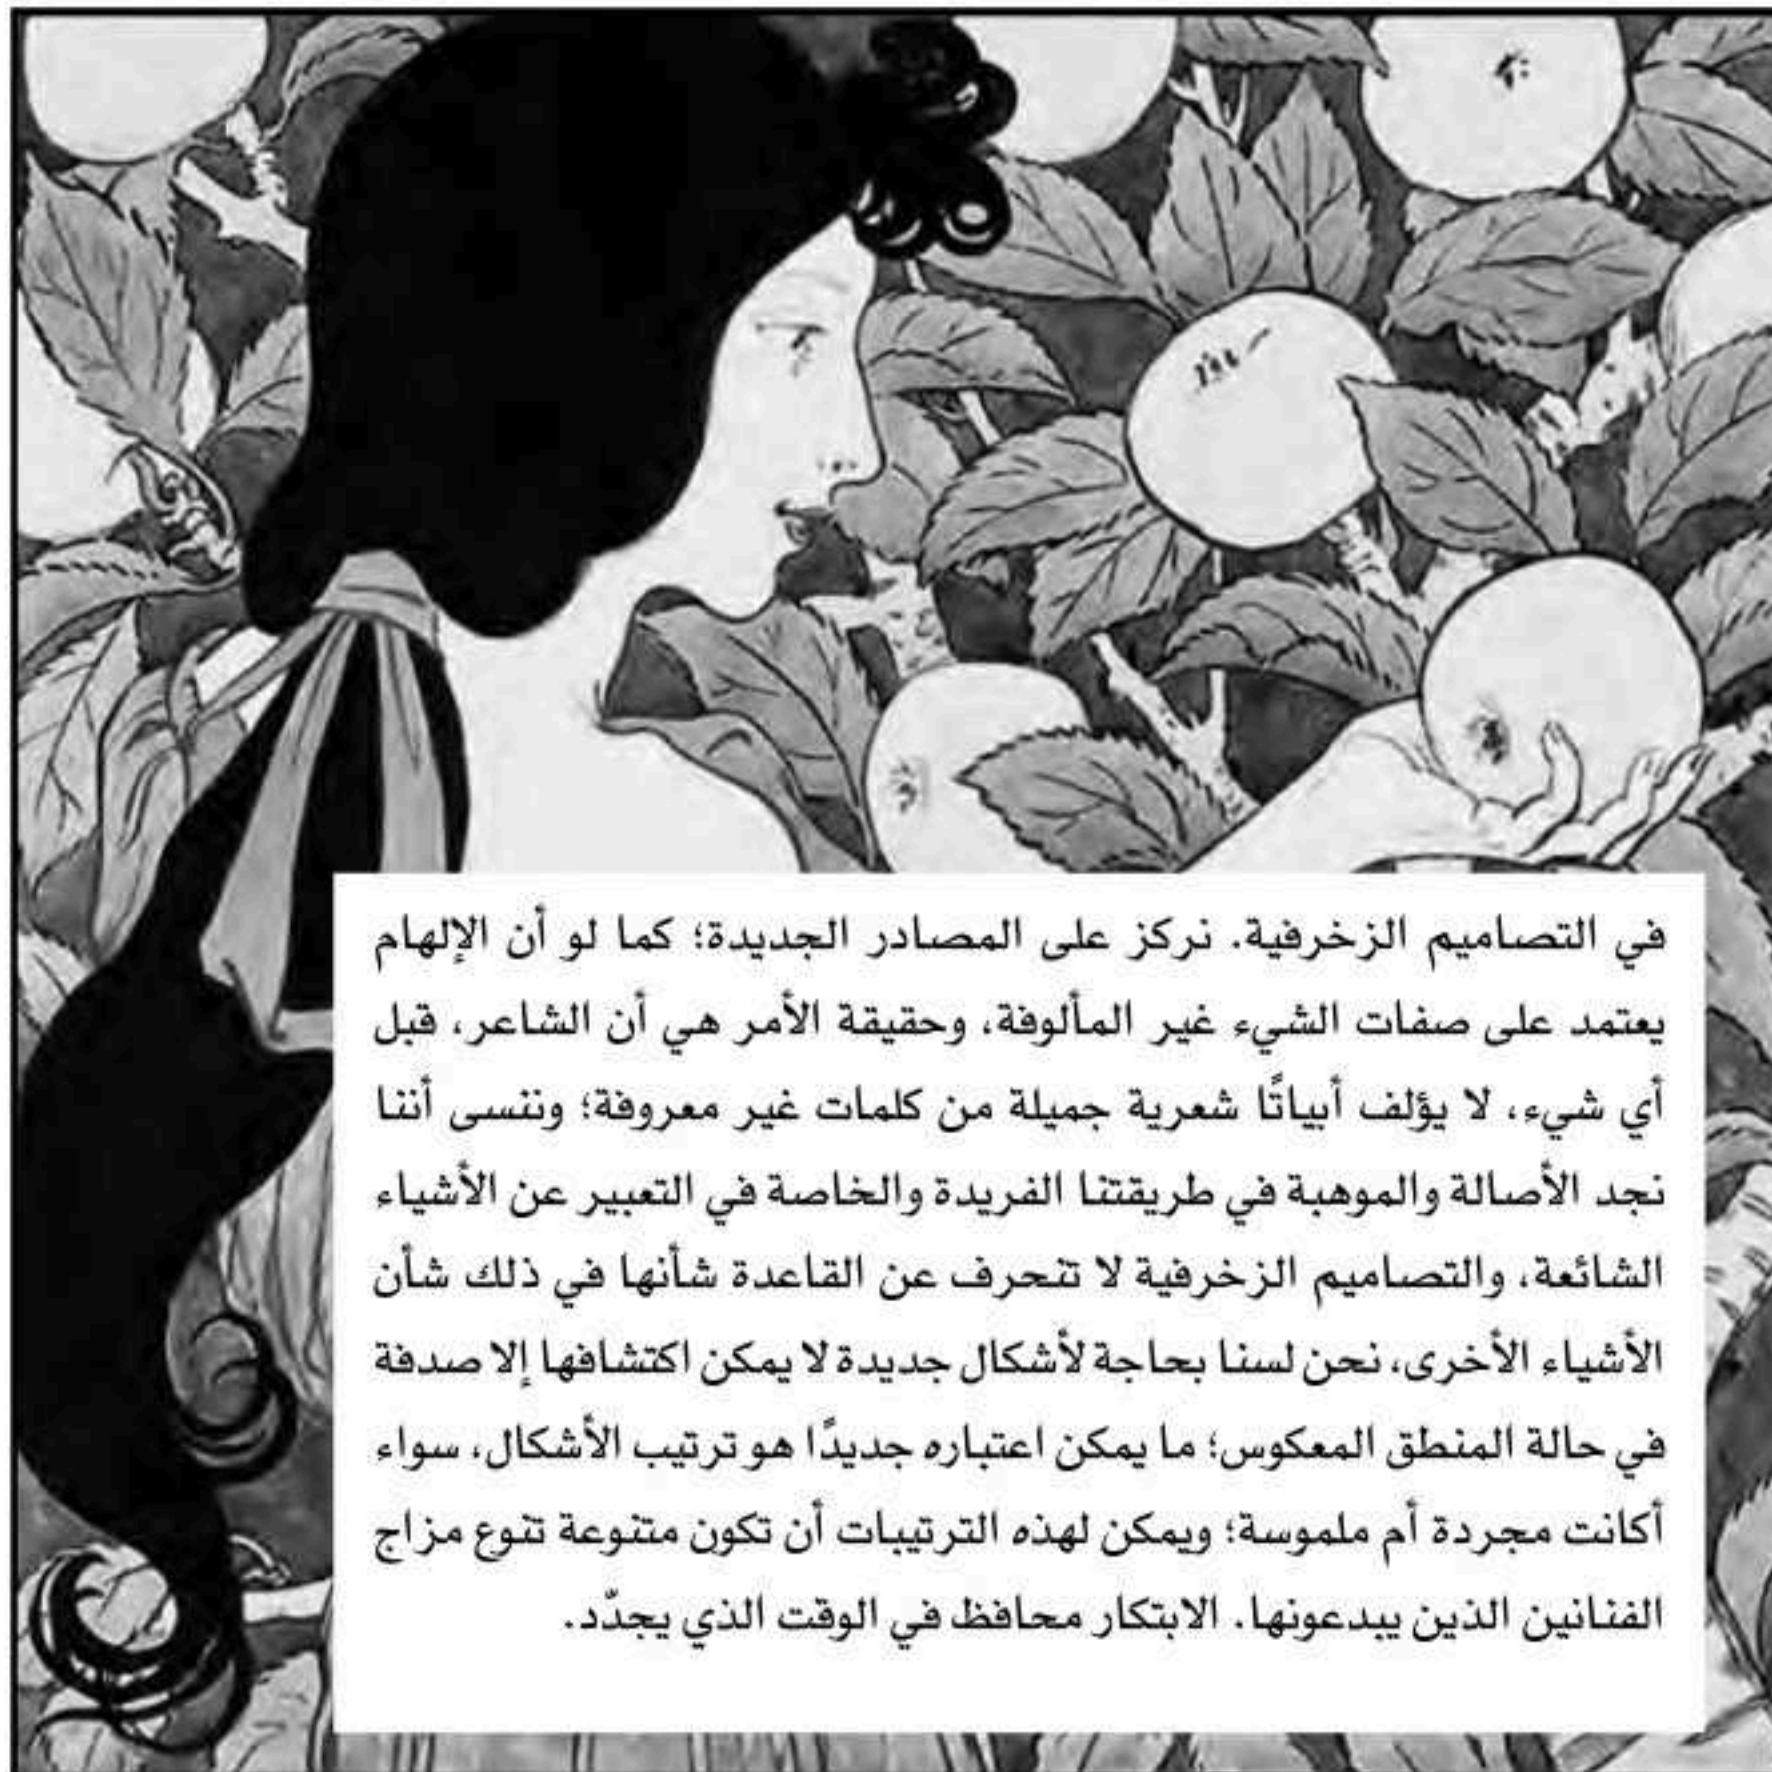 في التصاميم الزخرفية. نركز على المصادر الجديدة؛ كما لو أن الإلهام
يعتمد على صفات الشيء غير المألوفة، وحقيقة الأمر هي أن الشاعر، قبل
أي شيء، لا يؤلف أبياتًا شعرية جميلة من كلمات غير معروفة؛ وننسى أننا
نجد الأصالة والموهبة في طريقتنا الفريدة والخاصة في التعبير عن الأشياء
الشائعة، والتصاميم الزخرفية لا تنحرف عن القاعدة شأنها في ذلك شأن
الأشياء الأخرى، نحن لسنا بحاجة لأشكال جديدة لا يمكن اكتشافها إلا صدفة
في حالة المنطق المعكوس؛ ما يمكن اعتباره جديدًا هو ترتيب الأشكال، سواء
أكانت مجردة أم ملموسة؛ ويمكن لهذه الترتيبات أن تكون متنوعة تنوع مزاج
الفنانين الذين يبدعونها. الابتكار محافظ في الوقت الذي يجدّد.